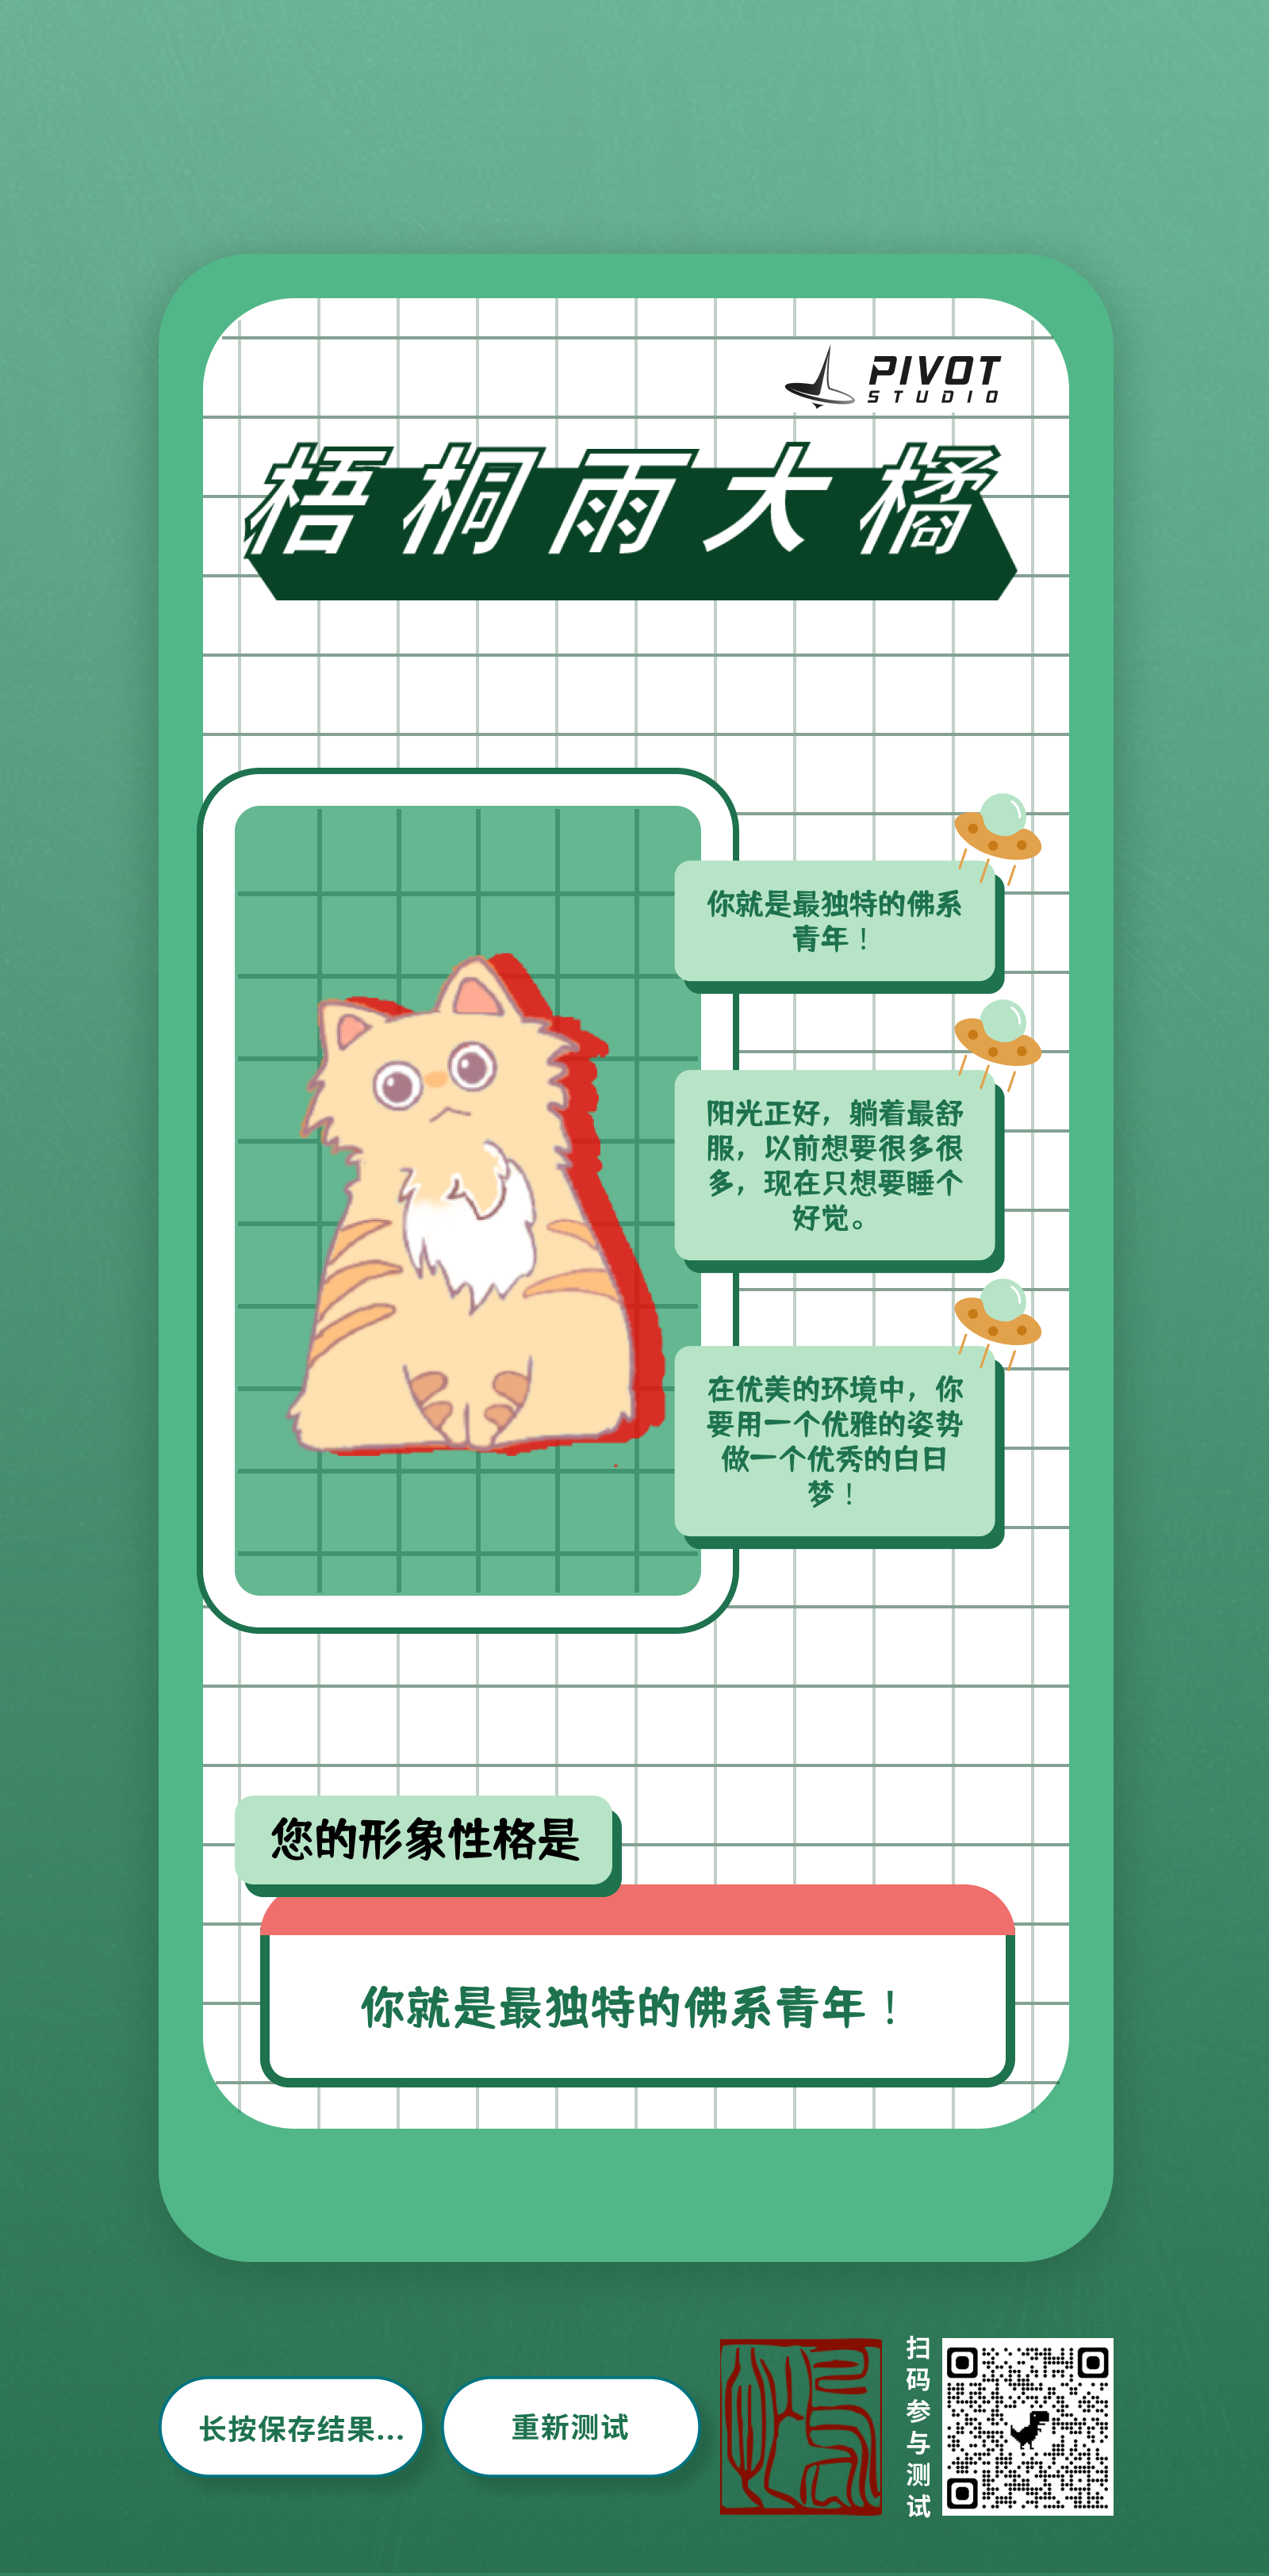 PIVOT
STUDIO
梧桐雨大橘
你就是最独特的佛系
青年！
阳光正好，躺着最舒
服，以前想要很多很
多，现在只想要睡个
好觉。
在优美的环境中，你
要用一个优雅的姿势
做一个优秀的白日
梦！
您的形象性格是
你就是最独特的佛系青年！
长按保存结果...
重新测试
扫码参与测试